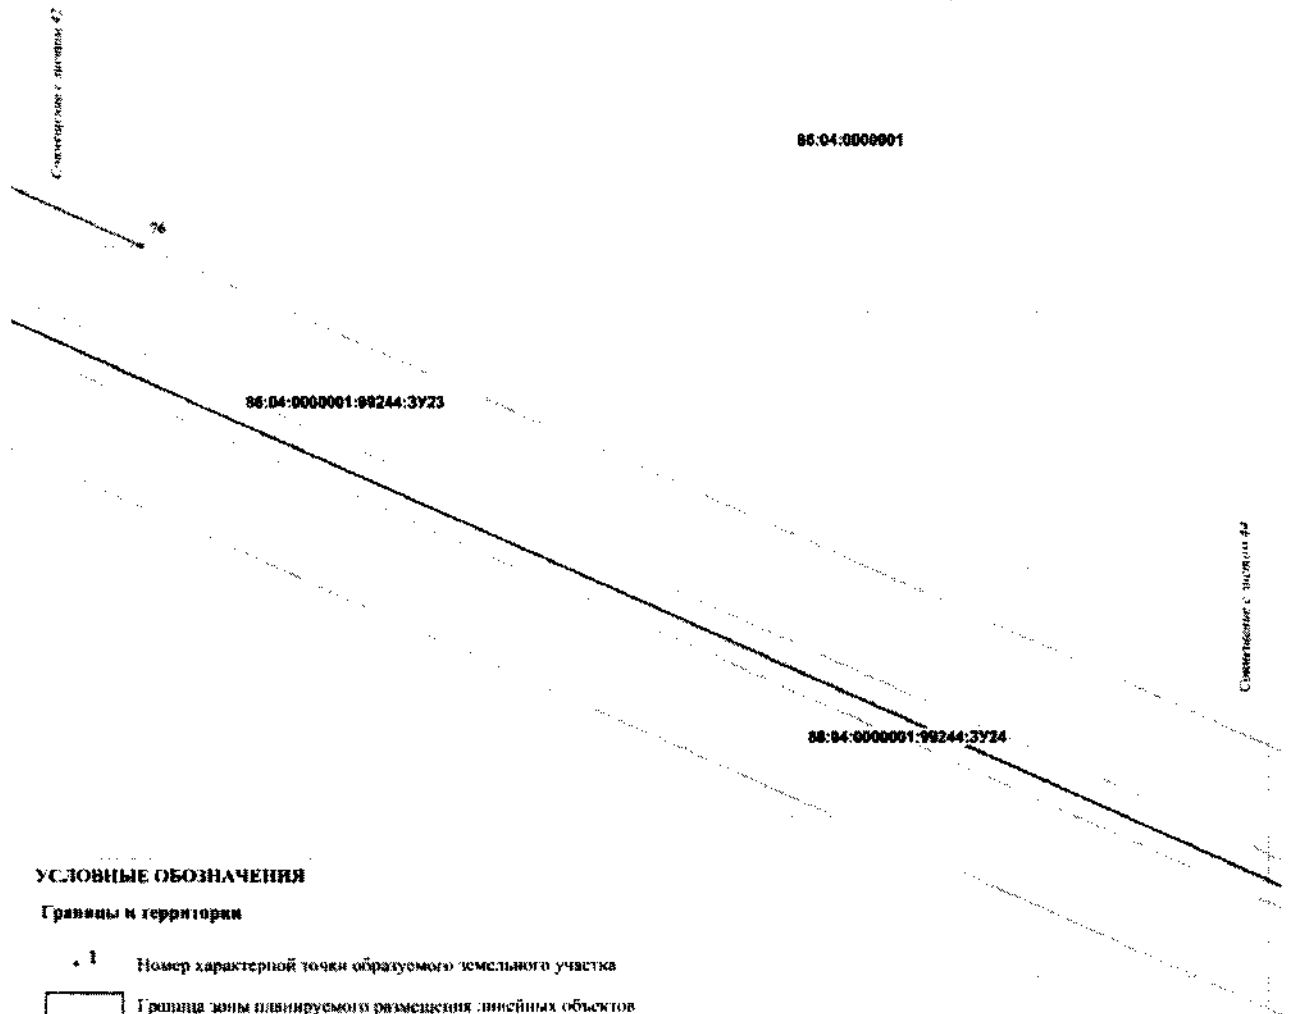 Совмещение с листом 42
86:04:0000001
76
86:04:0000001:99244:ЗУ23
Совмещение с листом 44
86:04:0000001:99244:ЗУ24
УСЛОВНЫЕ ОБОЗНАЧЕНИЯ
Границы и территории
1 Номер характерной точки образуемого земельного участка
Граница зоны планируемого размещения линейных объектов